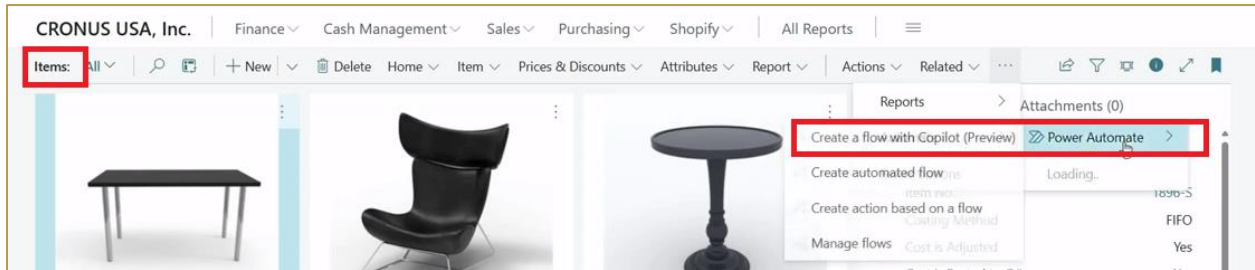 CRONUS USA, Inc. Finance Cash Management Sales Purchasing Shopify All Reports
Items: All + New Delete Home Item Prices & Discounts Attributes Report Actions Related ...
Reports Attachments (0)
Create a flow with Copilot (Preview) Power Automate
Create automated flow Loading..
Item No. 1896-S
Create action based on a flow
Costing Method FIFO
Manage flows Cost is Adjusted Yes